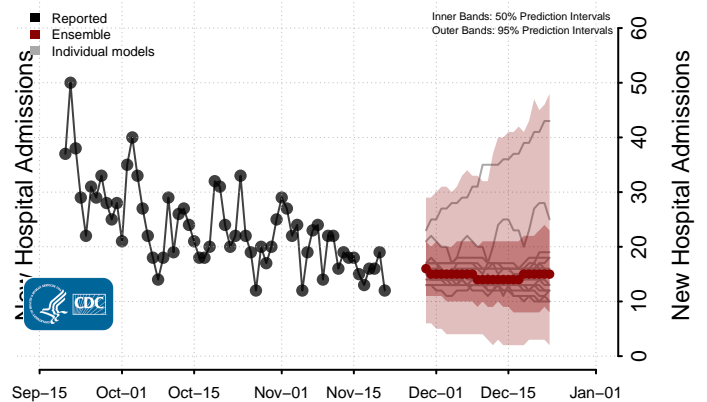 Reported
Ensemble
Individual models
Inner Bands: 50% Prediction Intervals
Outer Bands: 95% Prediction Intervals
New Hospital Admissions
60
50
40
30
20
10
0
New Hospital Admissions
CDC
Sep−15
Oct−01
Oct−15
Nov−01
Nov−15
Dec−01
Dec−15
Jan−01